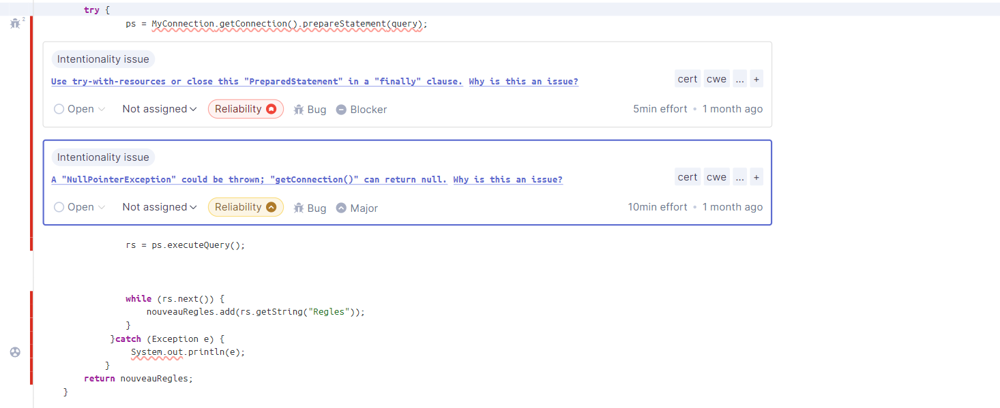 try {
2
ps = MyConnection.getConnection().prepareStatement(query);
Intentionality issue
Use try-with-resources or close this "PreparedStatement" in a "finally" clause. Why is this an issue?
cert cwe ... +
Open Not assigned Reliability Bug Blocker 5min effort • 1 month ago
Intentionality issue
A "NullPointerException" could be thrown; "getConnection()" can return null. Why is this an issue?
cert cwe ... +
Open Not assigned Reliability Bug Major 10min effort • 1 month ago
rs = ps.executeQuery();
while (rs.next()) {
nouveauRegles.add(rs.getString("Regles"));
}
}catch (Exception e) {
System.out.println(e);
}
return nouveauRegles;
}